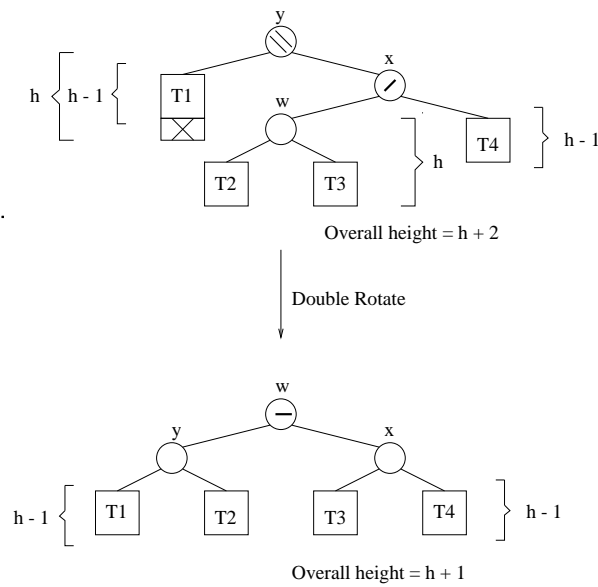 y
x
h
h - 1
T1
w
T4
h - 1
T2
T3
h
Overall height = h + 2
Double Rotate
w
y
x
h - 1
T1
T2
T3
T4
h - 1
Overall height = h + 1